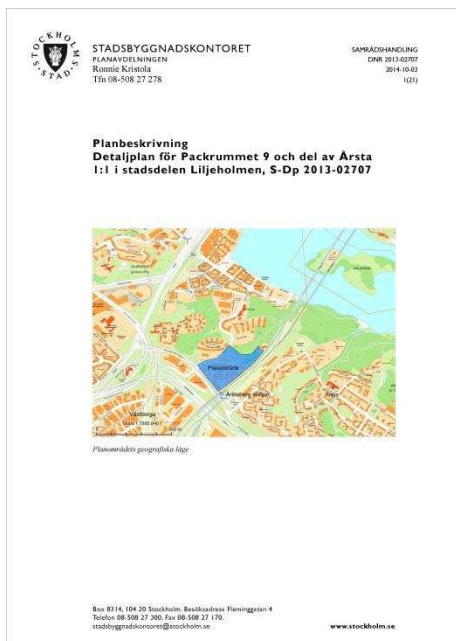 STOCKHOLMS
STAD
STADSBYGGNADSKONTORET
PLANAVDELNINGEN
Ronnie Kristola
Tfn 08-508 27 278
SAMRÅDSHANDLING
DNR 2013-02707
2014-10-03
1(21)
Planbeskrivning
Detaljplan för Packrummet 9 och del av Årsta
1:1 i stadsdelen Liljeholmen, S-Dp 2013-02707
Planområde
Årstaberg station
Årsta
Västberga
Planområdets geografiska läge
Box 8314, 104 20 Stockholm. Besöksadress Fleminggatan 4
Telefon 08-508 27 300. Fax 08-508 27 170.
stadsbyggnadskontoret@stockholm.se
www.stockholm.se